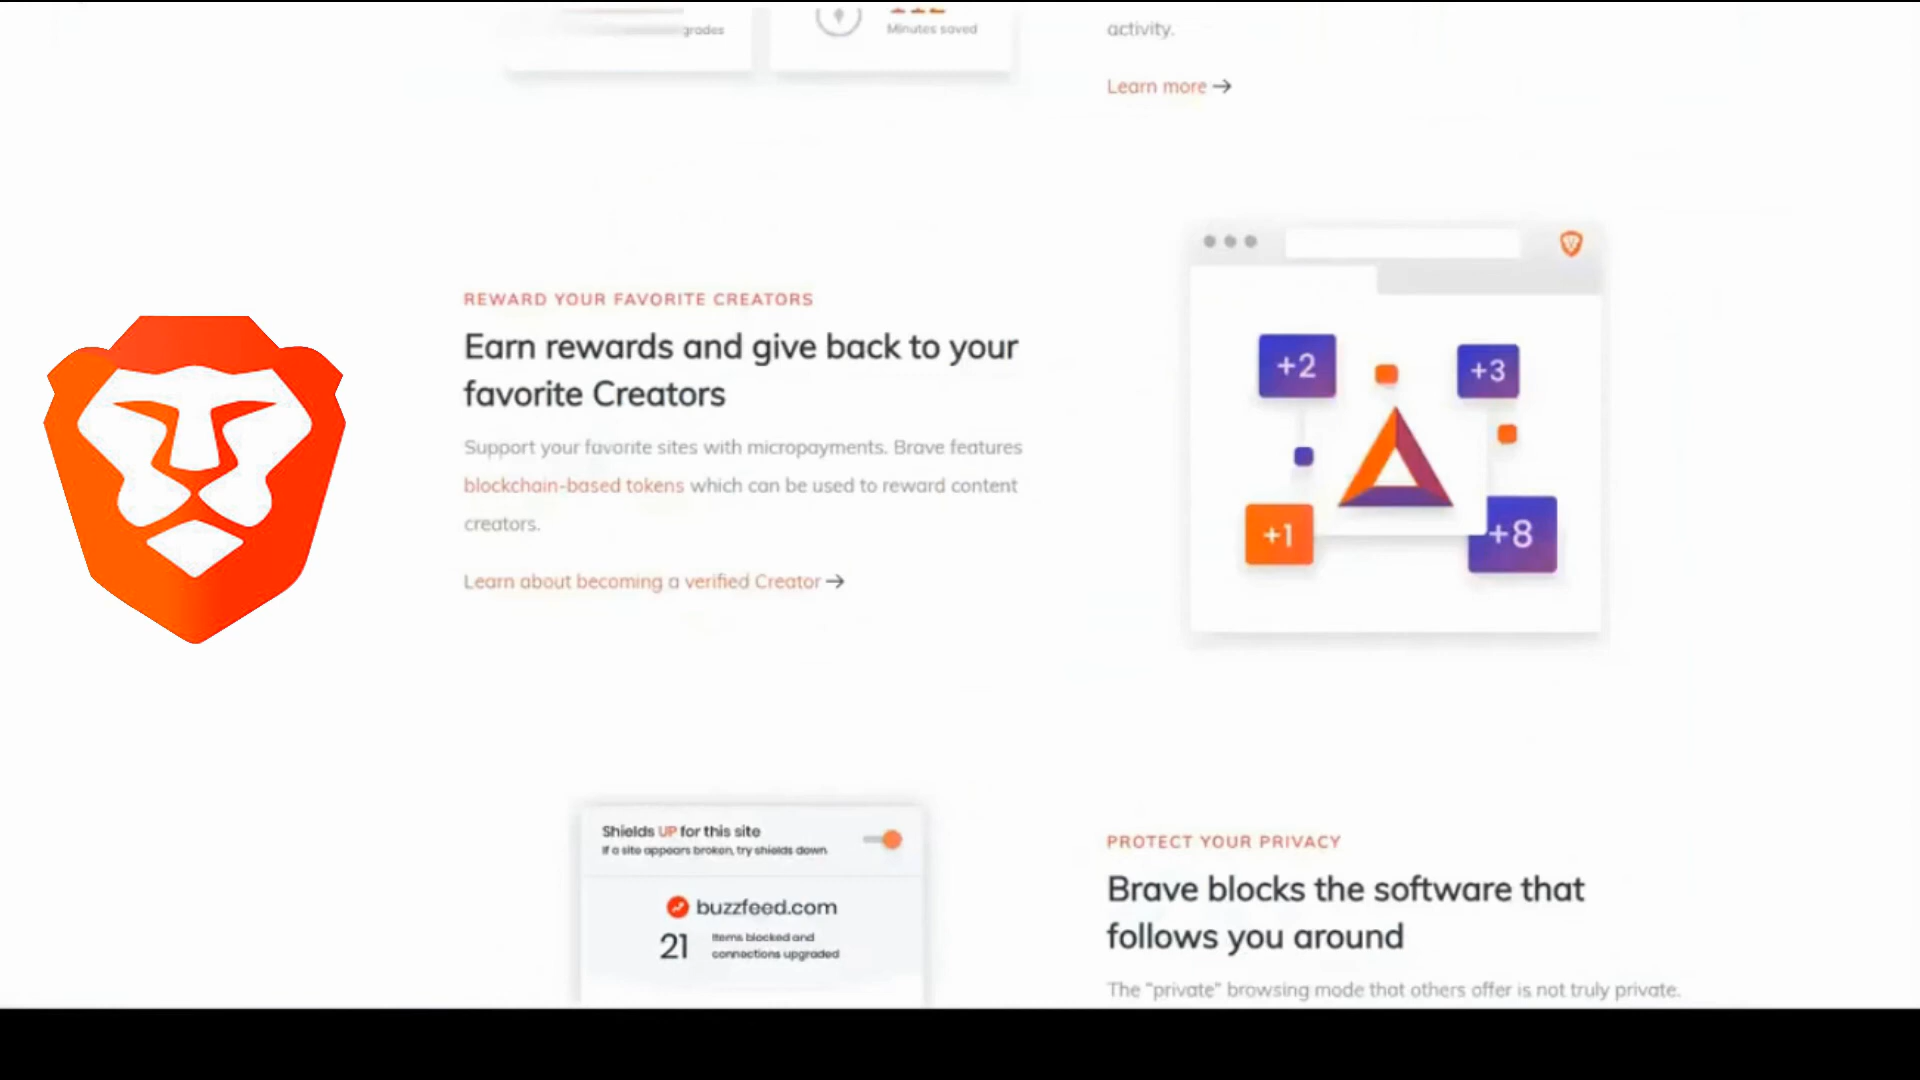 grades
Minutes saved
activity.
Learn more →
REWARD YOUR FAVORITE CREATORS
Earn rewards and give back to your
favorite Creators
Support your favorite sites with micropayments. Brave features
blockchain-based tokens which can be used to reward content
creators.
Learn about becoming a verified Creator →
+2
+3
+1
+8
Shields UP for this site
If a site appears broken, try shields down
buzzfeed.com
21
Items blocked and
connections upgraded
PROTECT YOUR PRIVACY
Brave blocks the software that
follows you around
The "private" browsing mode that others offer is not truly private.